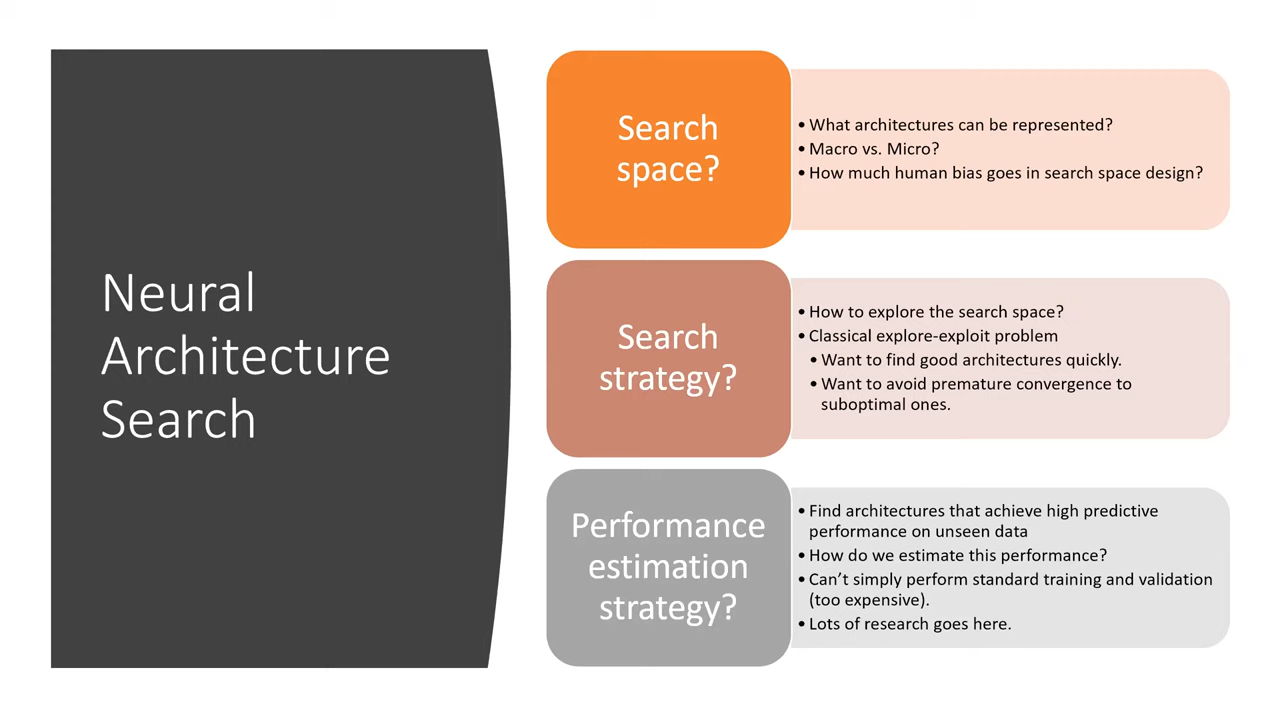 Neural
Architecture
Search
Search
space?
• What architectures can be represented?
• Macro vs. Micro?
• How much human bias goes in search space design?
Search
strategy?
• How to explore the search space?
• Classical explore-exploit problem
• Want to find good architectures quickly.
• Want to avoid premature convergence to
suboptimal ones.
Performance
estimation
strategy?
• Find architectures that achieve high predictive
performance on unseen data
• How do we estimate this performance?
• Can’t simply perform standard training and validation
(too expensive).
• Lots of research goes here.